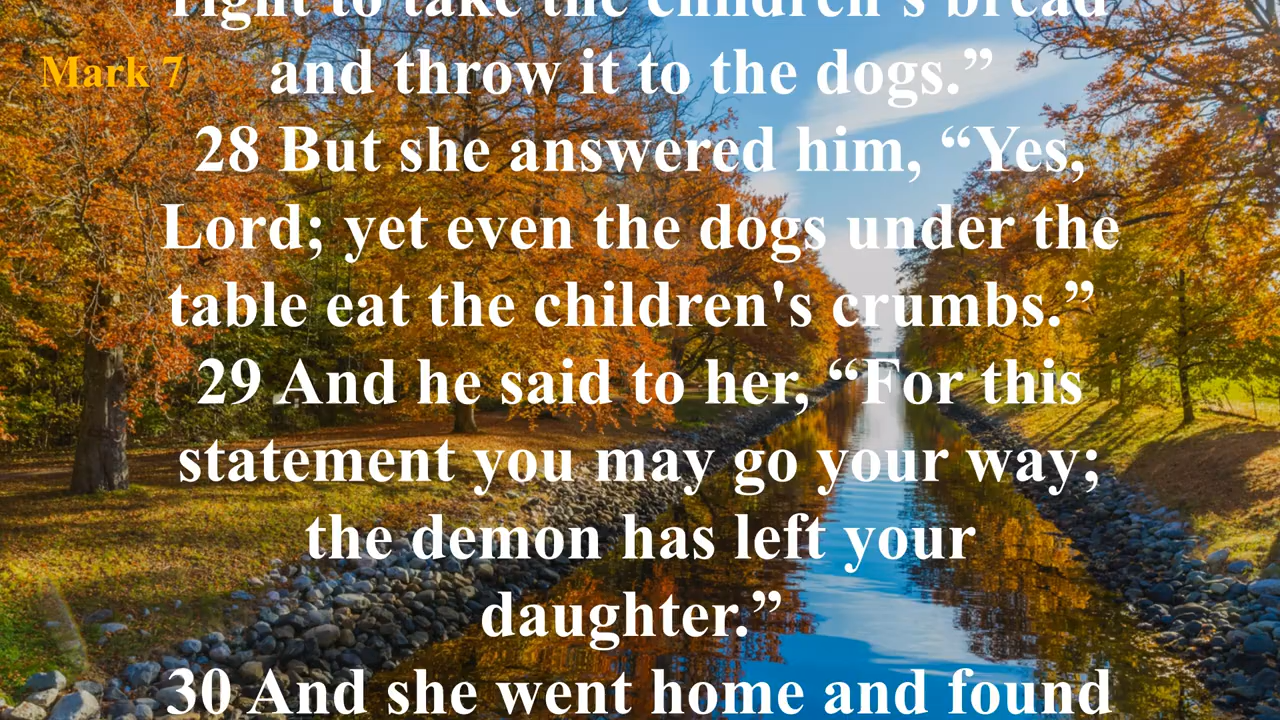 right to take the children's bread
Mark 7
and throw it to the dogs.”
28 But she answered him, “Yes,
Lord; yet even the dogs under the
table eat the children's crumbs.”
29 And he said to her, “For this
statement you may go your way;
the demon has left your
daughter.”
30 And she went home and found